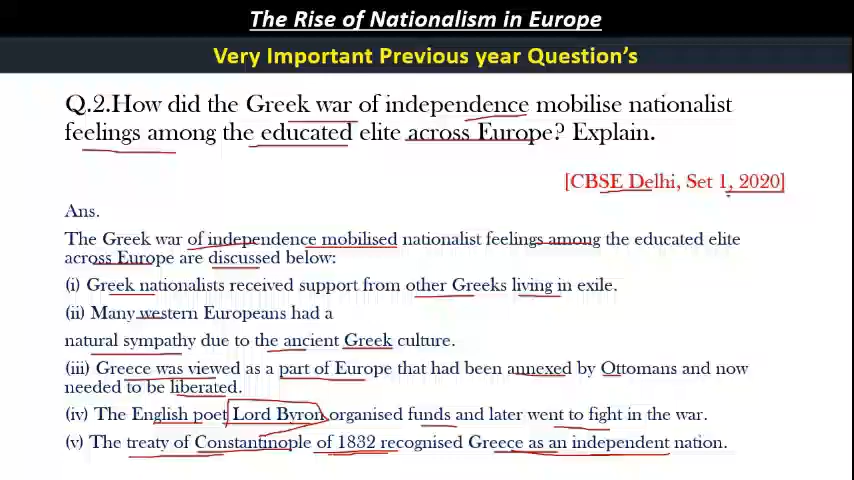 The Rise of Nationalism in Europe
Very Important Previous year Question's
Q.2.How did the Greek war of independence mobilise nationalist
feelings among the educated elite across Europe? Explain.
[CBSE Delhi, Set 1, 2020]
Ans.
The Greek war of independence mobilised nationalist feelings among the educated elite
across Europe are discussed below:
(i) Greek nationalists received support from other Greeks living in exile.
(ii) Many western Europeans had a
natural sympathy due to the ancient Greek culture.
(iii) Greece was viewed as a part of Europe that had been annexed by Ottomans and now
needed to be liberated.
(iv) The English poet Lord Byron organised funds and later went to fight in the war.
(v) The treaty of Constantinople of 1832 recognised Greece as an independent nation.